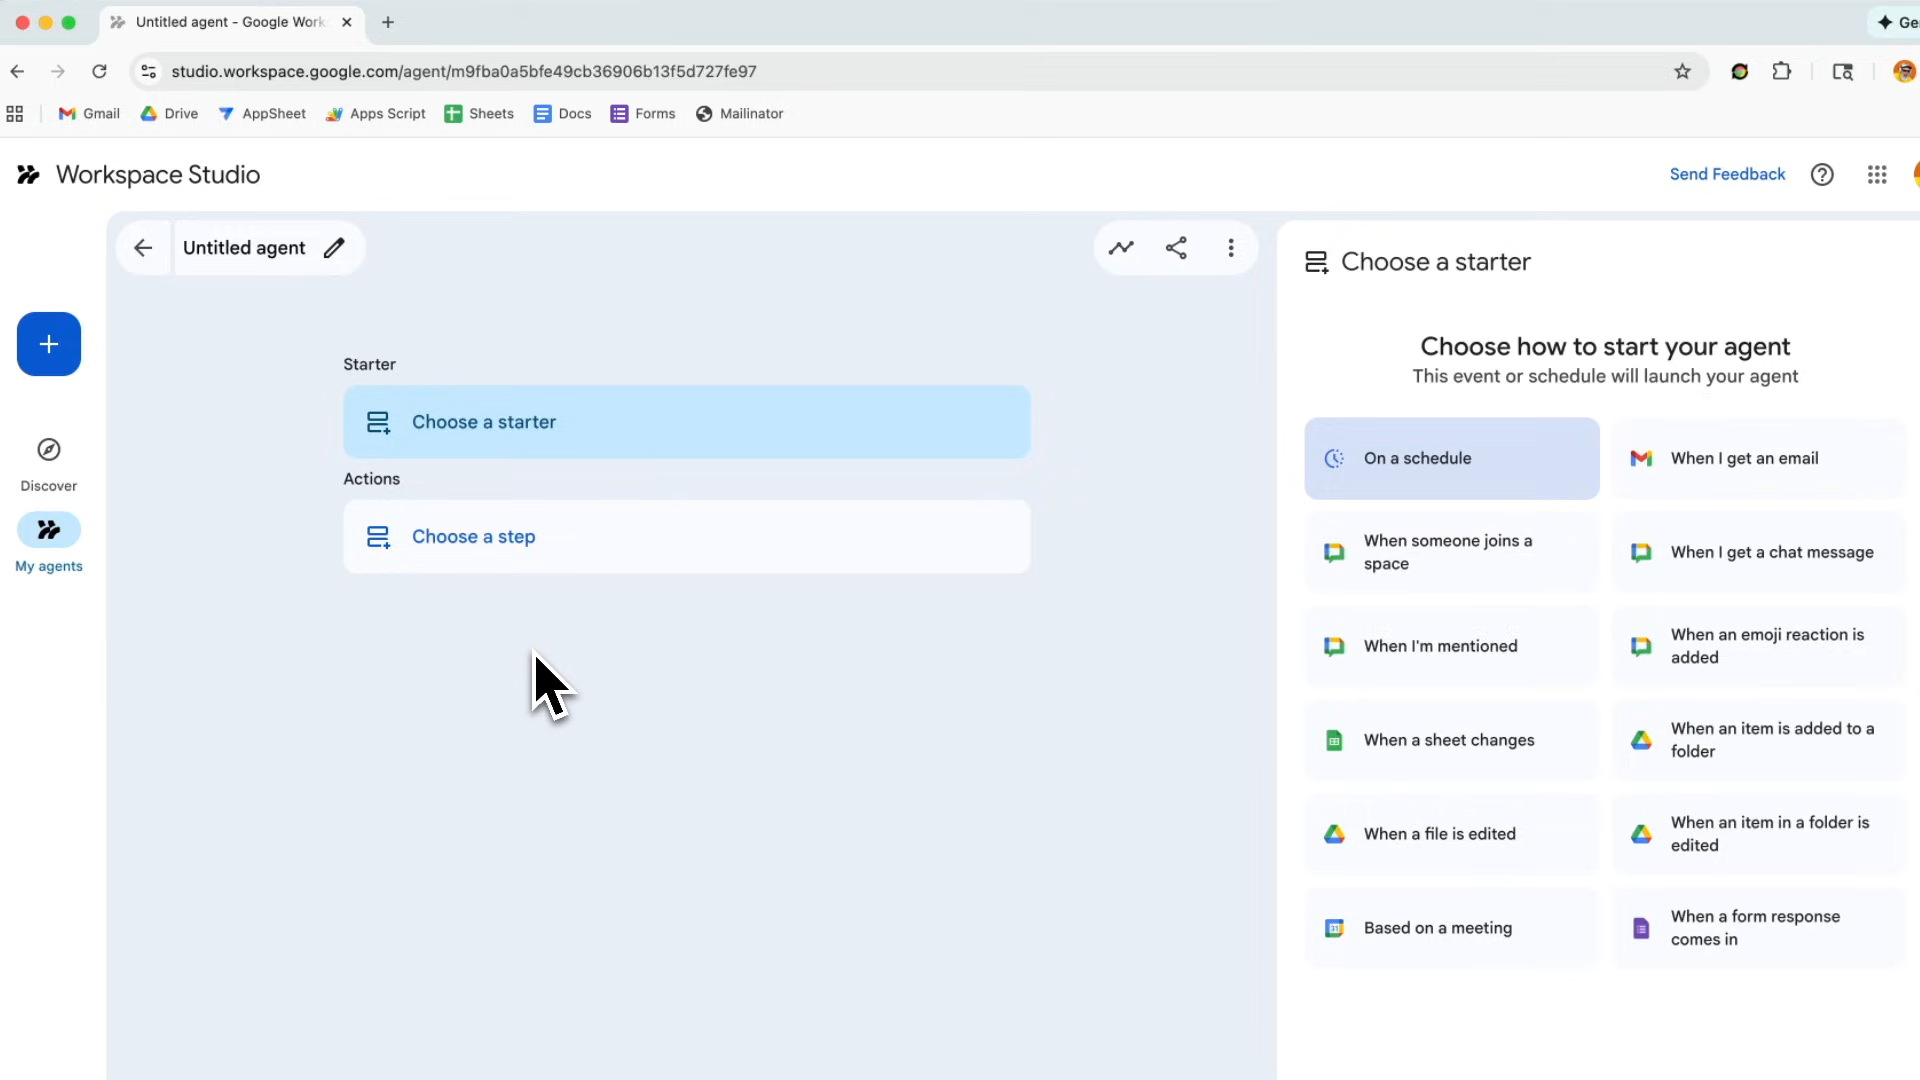 Untitled agent - Google Work
Ge
studio.workspace.google.com/agent/m9fba0a5bfe49cb36906b13f5d727fe97
Gmail
Drive
AppSheet
Apps Script
Sheets
Docs
Forms
Mailinator
Workspace Studio
Send Feedback
Untitled agent
Discover
My agents
Starter
Choose a starter
Actions
Choose a step
Choose a starter
Choose how to start your agent
This event or schedule will launch your agent
On a schedule
When I get an email
When someone joins a
space
When I get a chat message
When I'm mentioned
When an emoji reaction is
added
When a sheet changes
When an item is added to a
folder
When a file is edited
When an item in a folder is
edited
31
Based on a meeting
When a form response
comes in